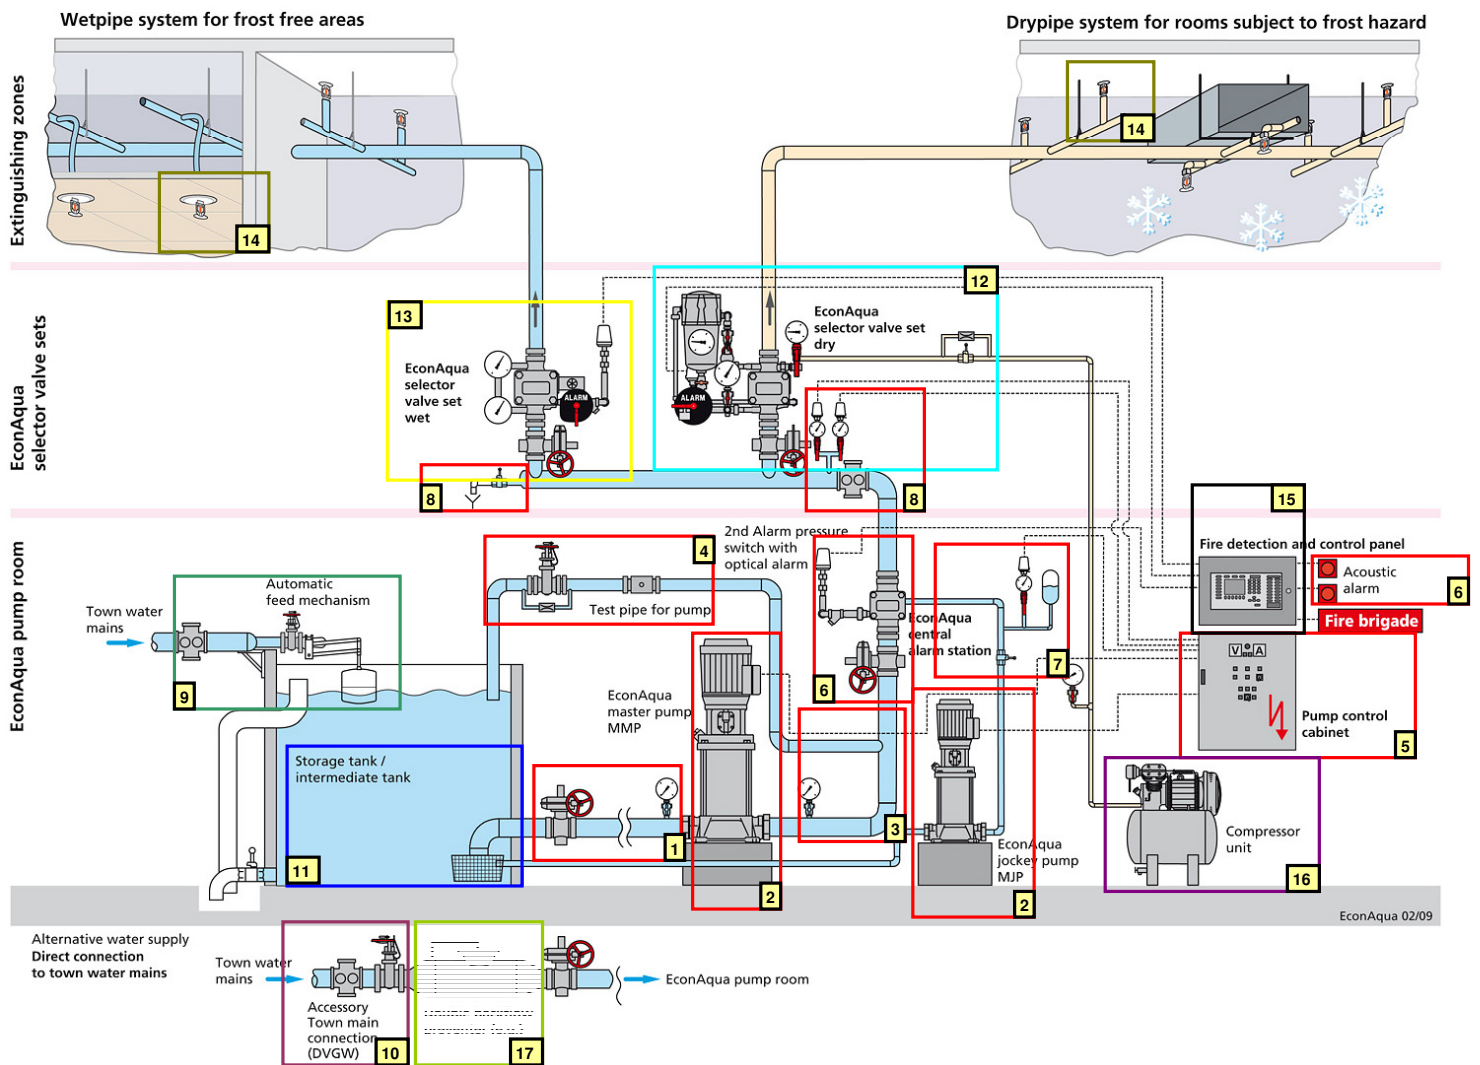 Wetpipe system for frost free areas
Drypipe system for rooms subject to frost hazard
Extinguishing zones
14
14
EconAqua
selector valve sets
13
12
EconAqua
selector
valve set
wet
ALARM
ALARM
EconAqua
selector valve set
dry
8
8
EconAqua pump room
Town water
mains
Automatic
feed mechanism
9
4
Test pipe for pump
2nd Alarm pressure
switch with
optical alarm
EconAqua
central
alarm station
6
7
15
Fire detection and control panel
Acoustic
alarm
6
Fire brigade
V A
Pump control
cabinet
5
EconAqua
master pump
MMP
Storage tank /
intermediate tank
11
1
2
3
EconAqua
jockey pump
MJP
2
Compressor
unit
16
EconAqua 02/09
Alternative water supply
Direct connection
to town water mains
Town water
mains
Accessory
Town main
connection
(DVGW)
10
17
EconAqua pump room